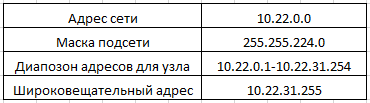 Адрес сети 10.22.0.0
Маска подсети 255.255.224.0
Диапазон адресов для узла 10.22.0.1-10.22.31.254
Широковещательный адрес 10.22.31.255